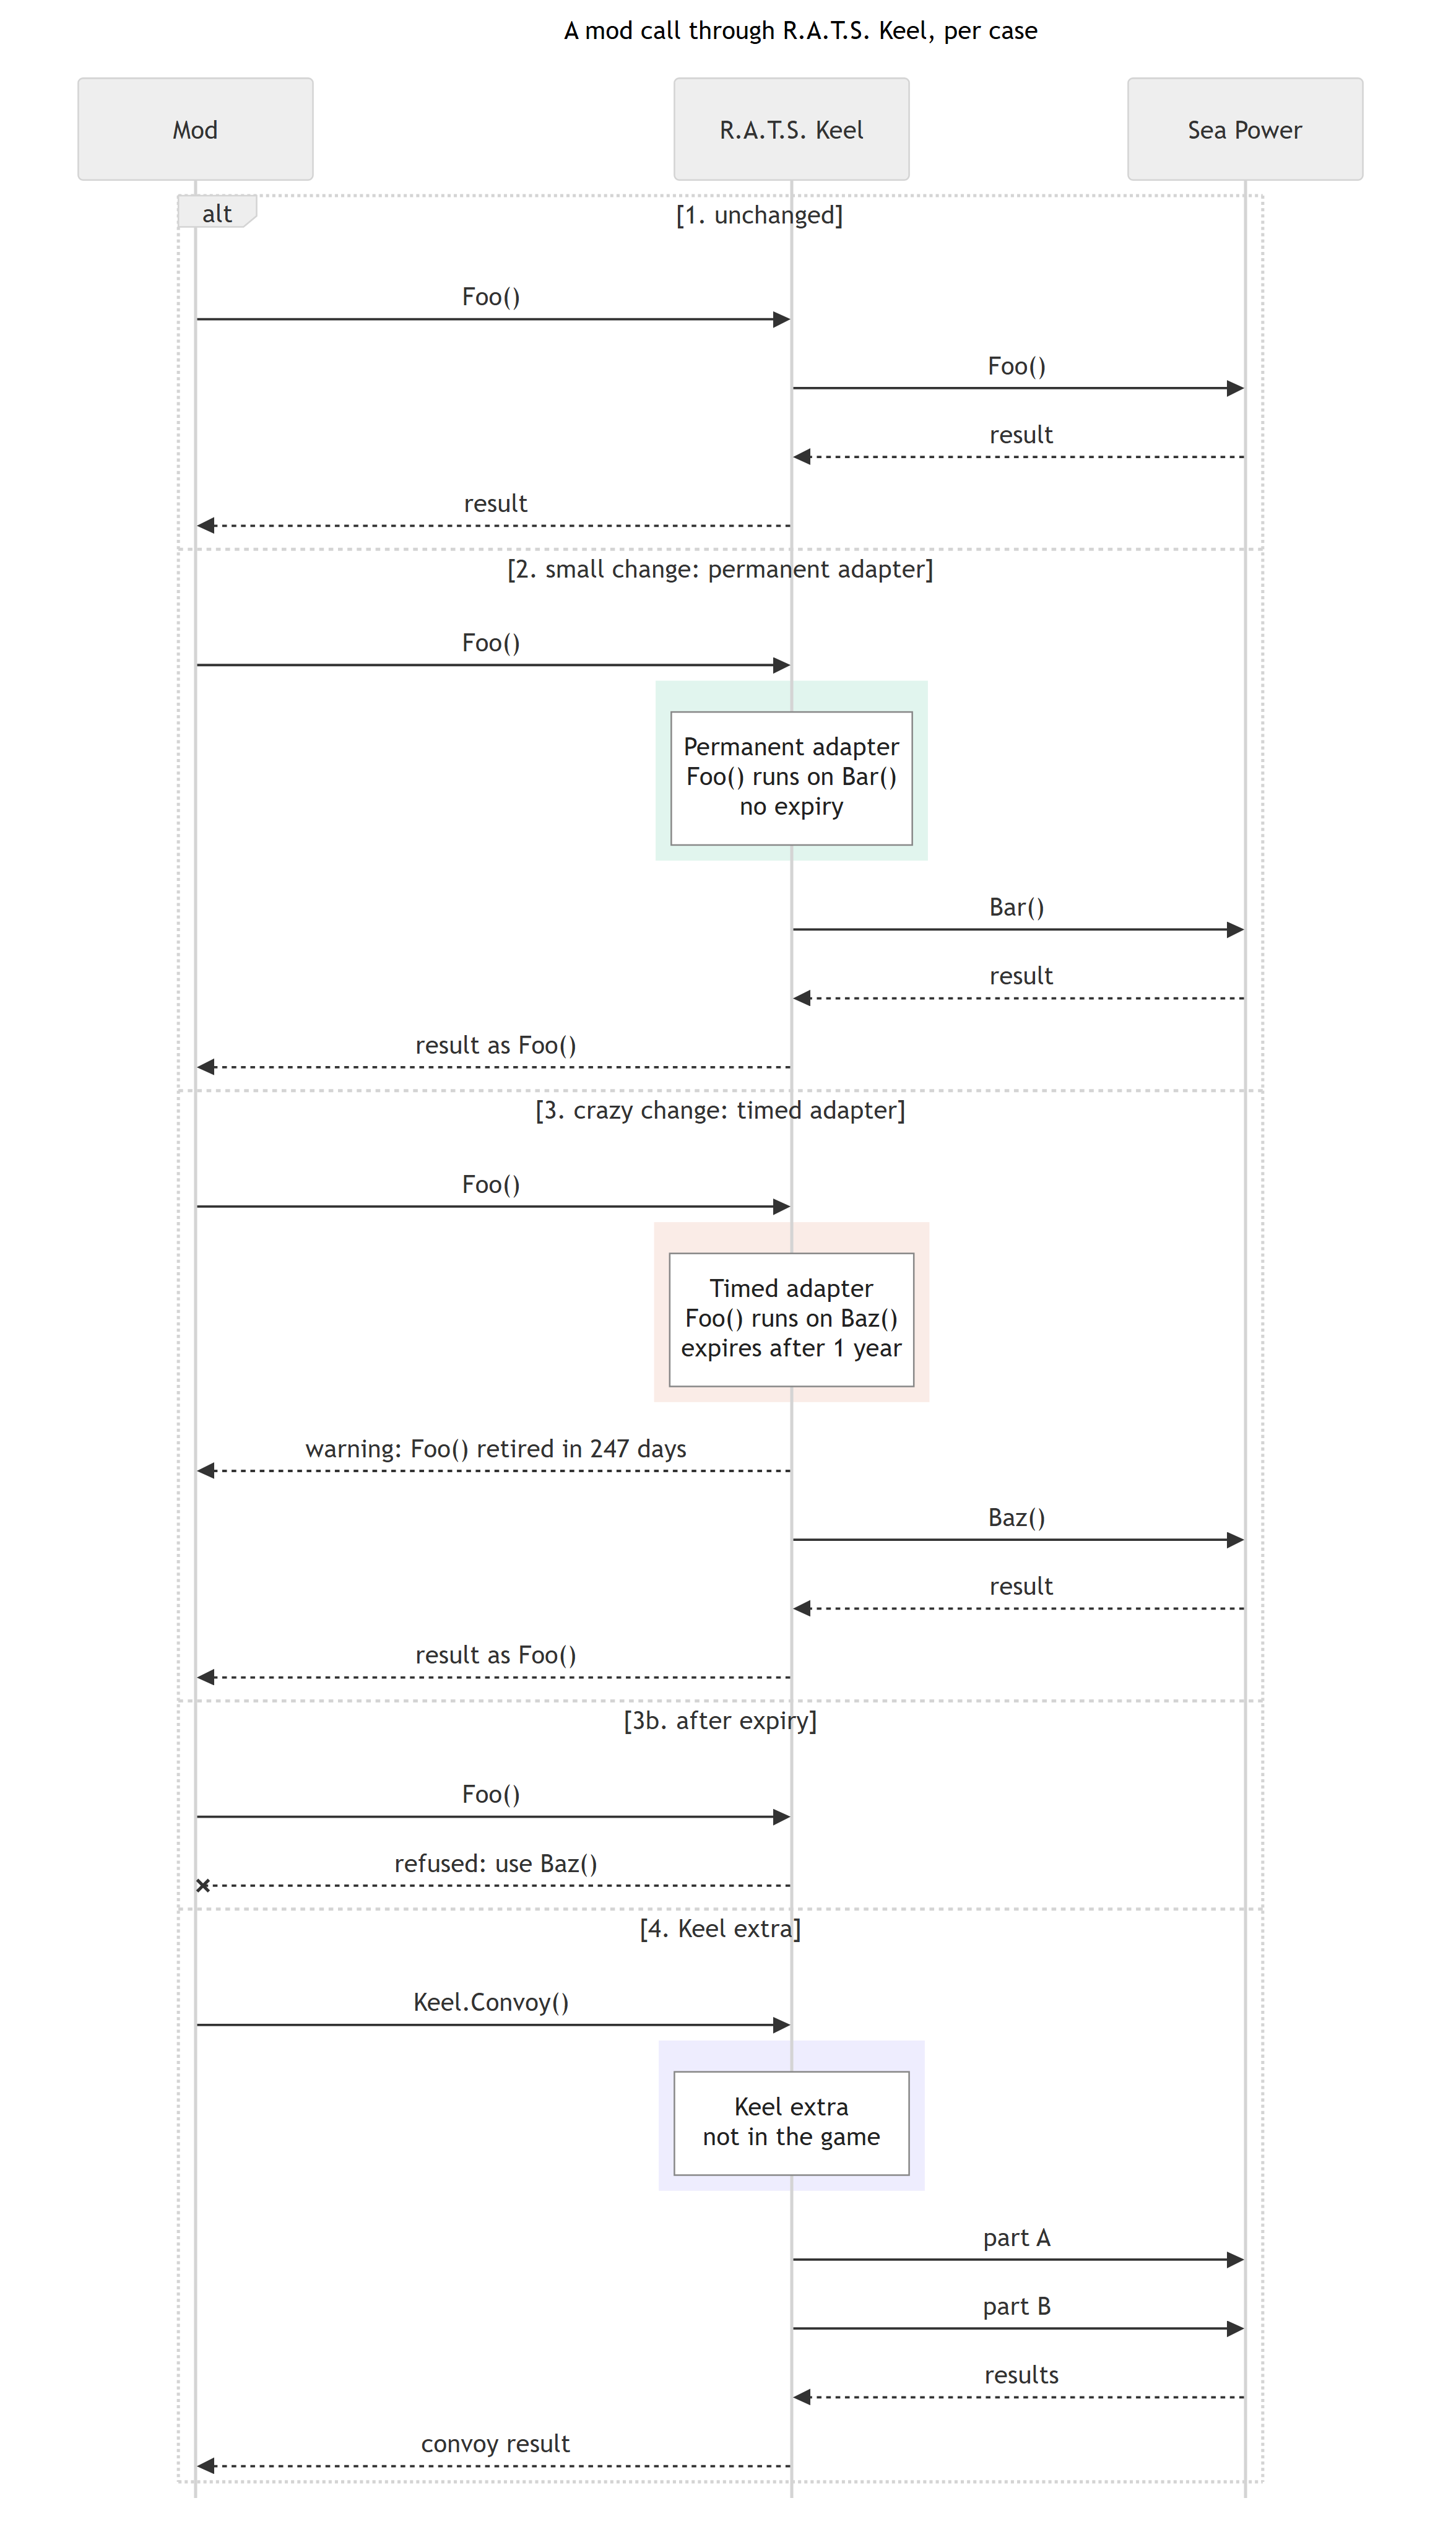 A mod call through R.A.T.S. Keel, per case
Mod
R.A.T.S. Keel
Sea Power
alt
[1. unchanged]
Foo()
Foo()
result
result
[2. small change: permanent adapter]
Foo()
Permanent adapter
Foo() runs on Bar()
no expiry
Bar()
result
result as Foo()
[3. crazy change: timed adapter]
Foo()
Timed adapter
Foo() runs on Baz()
expires after 1 year
warning: Foo() retired in 247 days
Baz()
result
result as Foo()
[3b. after expiry]
Foo()
refused: use Baz()
[4. Keel extra]
Keel.Convoy()
Keel extra
not in the game
part A
part B
results
convoy result